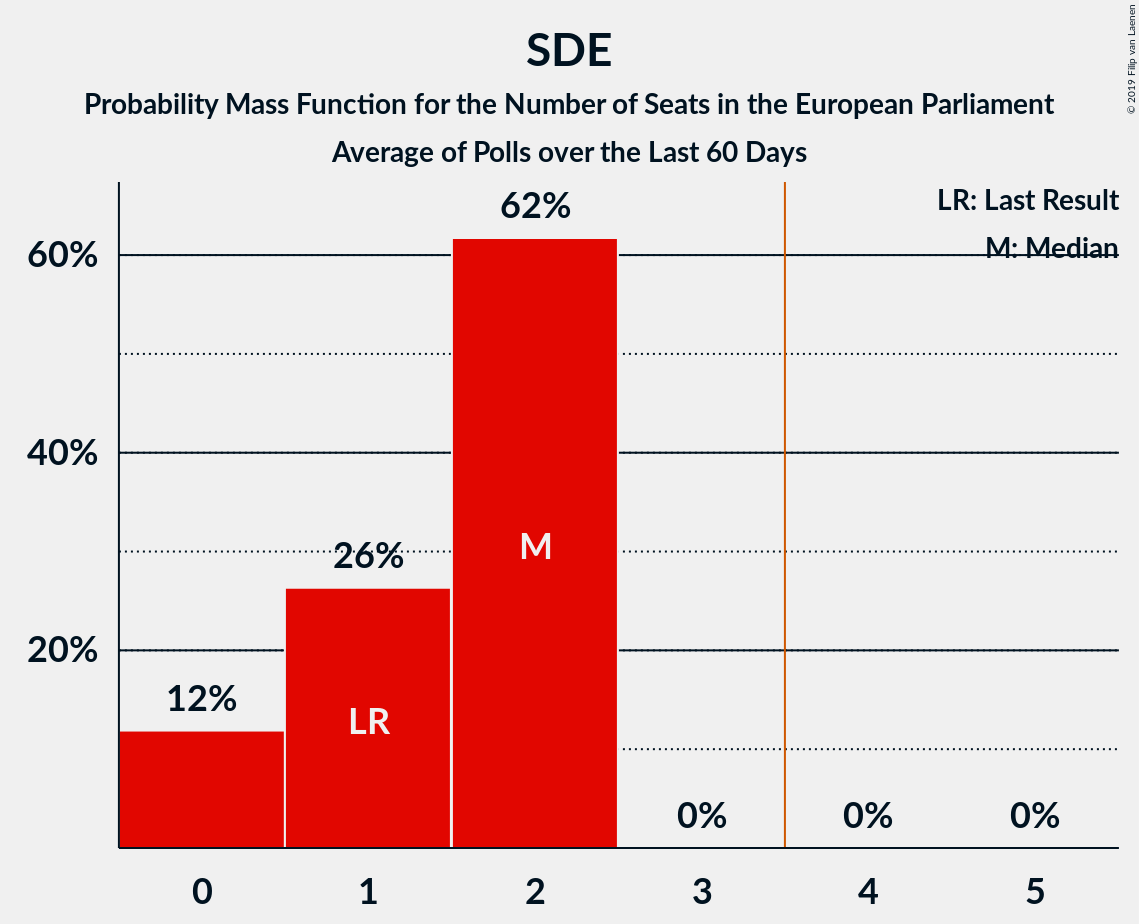 SDE
Probability Mass Function for the Number of Seats in the European Parliament
Average of Polls over the Last 60 Days
© 2019 Filip van Laenen
LR: Last Result
M: Median
62%
60%
40%
26%
M
20%
12%
LR
0%
0%
0%
0
1
2
3
4
5